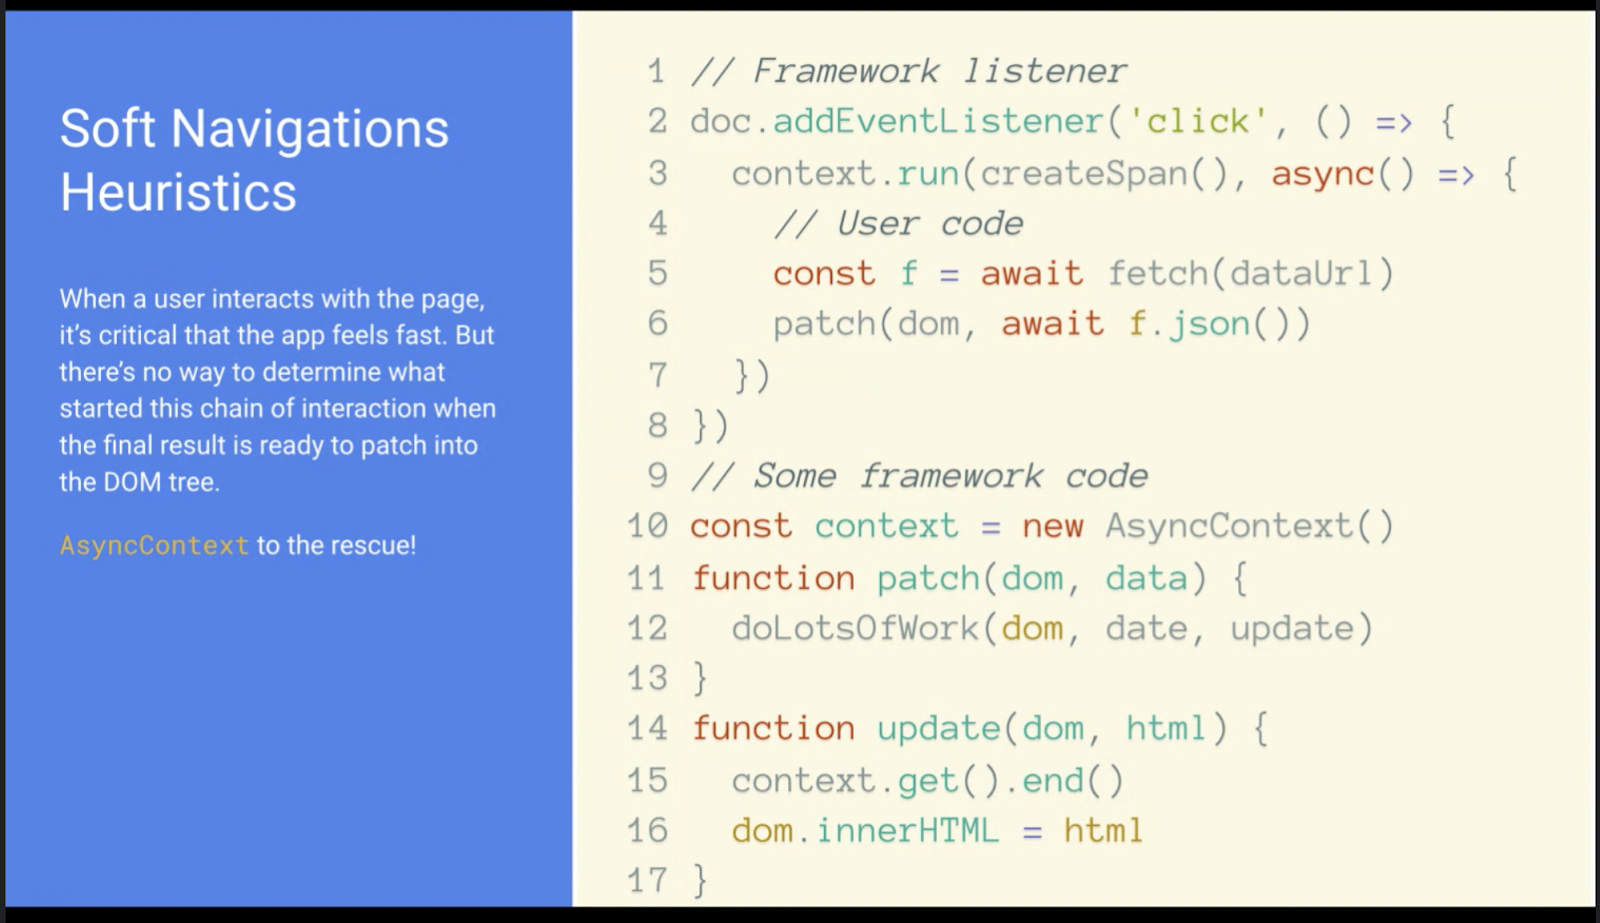 Soft Navigations
Heuristics
When a user interacts with the page,
it's critical that the app feels fast. But
there's no way to determine what
started this chain of interaction when
the final result is ready to patch into
the DOM tree.
AsyncContext to the rescue!
1 // Framework listener
2 doc.addEventListener('click', () => {
3   context.run(createSpan(), async() => {
4     // User code
5     const f = await fetch(dataUrl)
6     patch(dom, await f.json())
7   })
8 })
9 // Some framework code
10 const context = new AsyncContext()
11 function patch(dom, data) {
12   doLotsOfWork(dom, date, update)
13 }
14 function update(dom, html) {
15   context.get().end()
16   dom.innerHTML = html
17 }